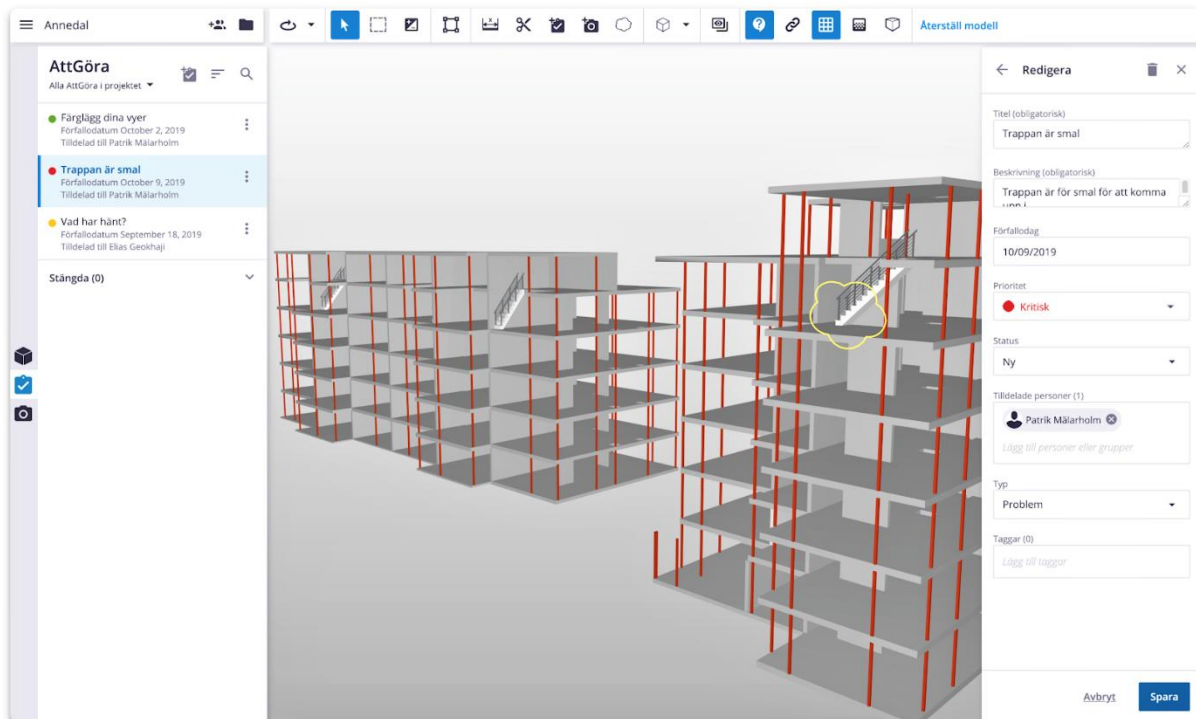 Annedal
Återställ modell
AttGöra
Alla AttGöra i projektet
Färglägg dina vyer
Förfallodatum October 2, 2019
Tilldelad till Patrik Mälarholm
Trappan är smal
Förfallodatum October 9, 2019
Tilldelad till Patrik Mälarholm
Vad har hänt?
Förfallodatum September 18, 2019
Tilldelad till Elias Geokhaji
Stängda (0)
Redigera
Titel (obligatorisk)
Trappan är smal
Beskrivning (obligatorisk)
Trappan är för smal för att komma
upp i
Förfallodag
10/09/2019
Prioritet
Kritisk
Status
Ny
Tilldelade personer (1)
Patrik Mälarholm
Lägg till personer eller grupper
Typ
Problem
Taggar (0)
Lägg till taggar
Avbryt
Spara